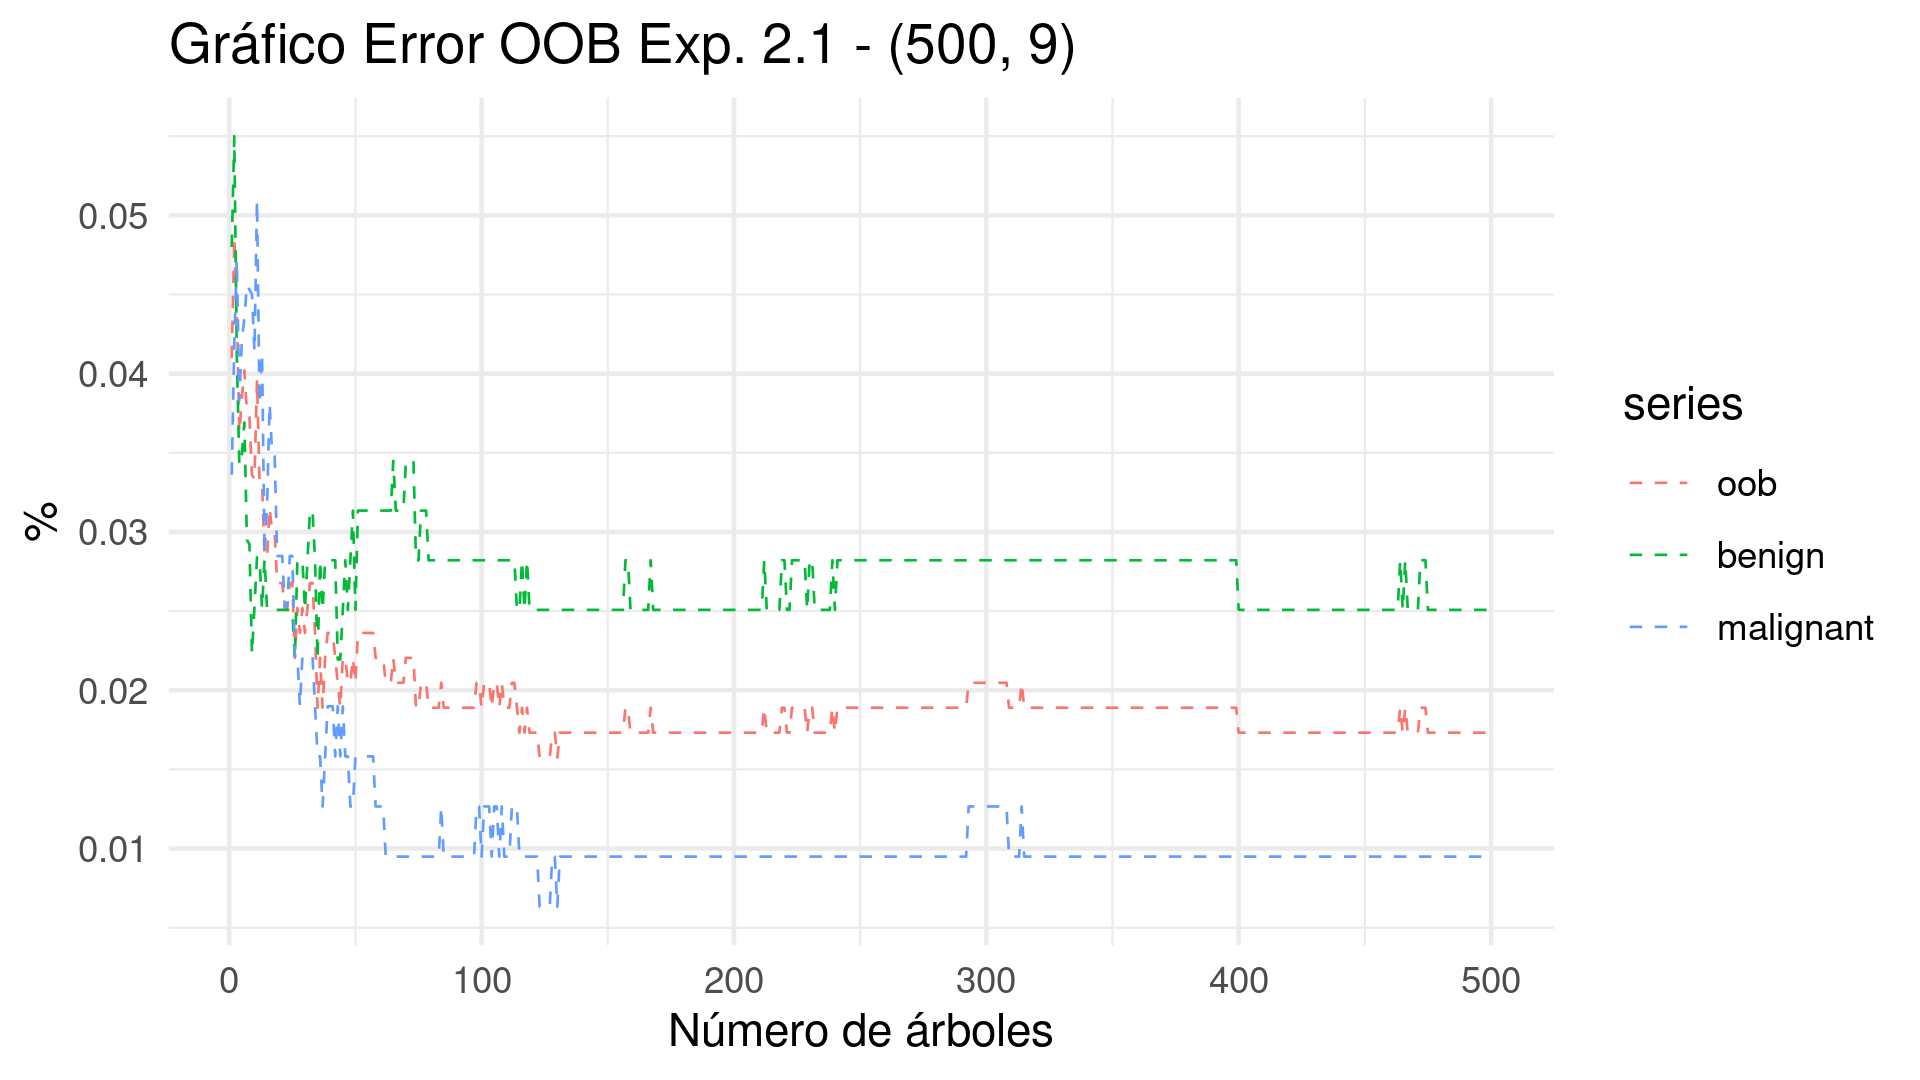 Gráfico Error OOB Exp. 2.1 - (500, 9)
%
0.05
0.04
0.03
0.02
0.01
0 100 200 300 400 500
Número de árboles
series
oob
benign
malignant